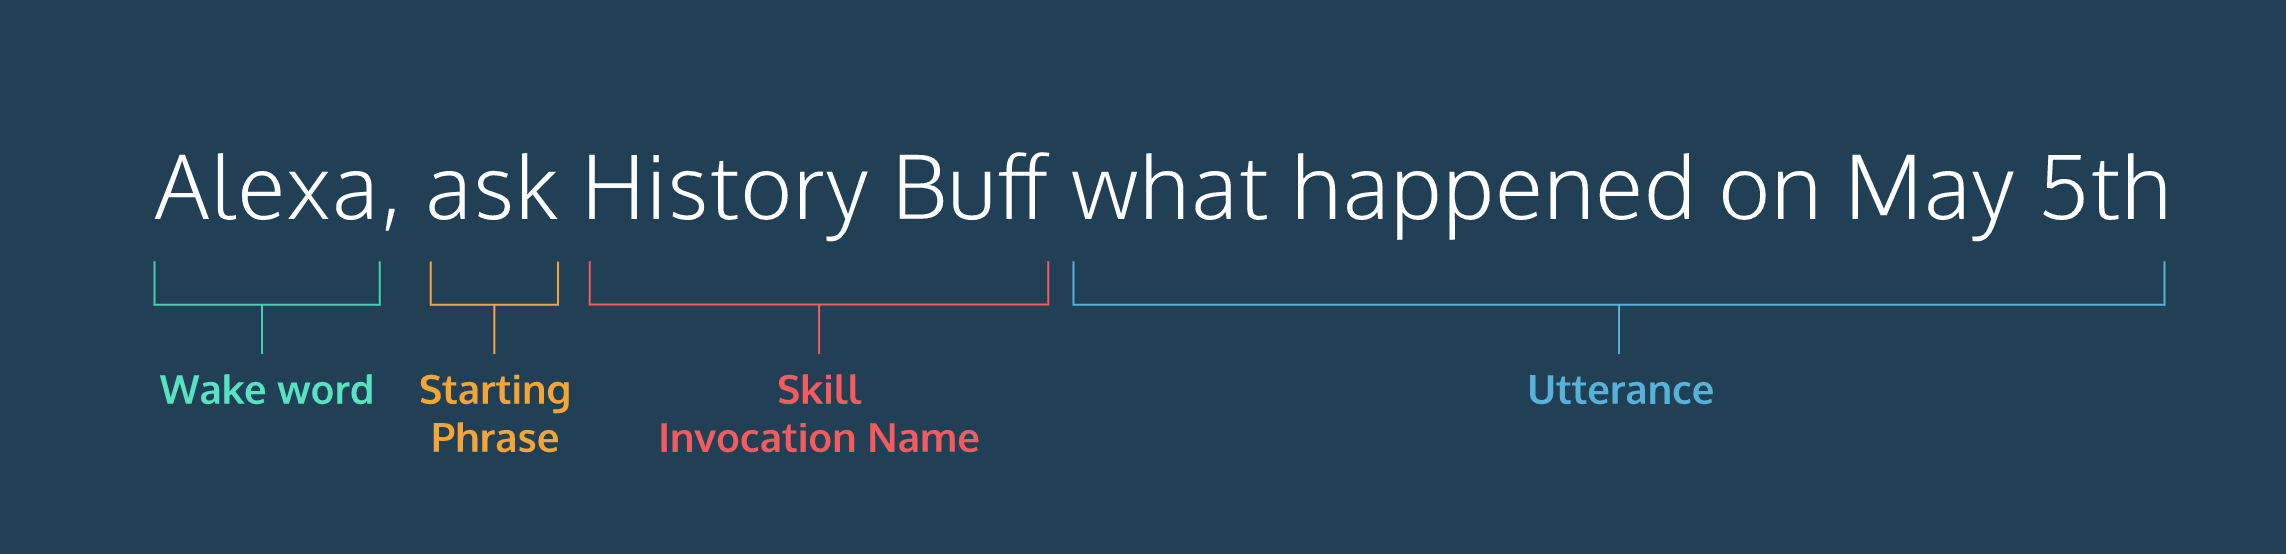 Alexa, ask History Buff what happened on May 5th
Wake word
Starting
Phrase
Skill
Invocation Name
Utterance